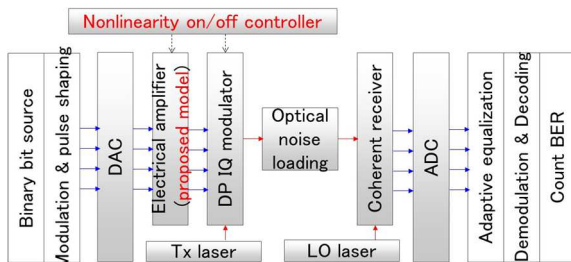 Nonlinearity on/off controller
Binary bit source
Modulation & pulse shaping
DAC
Electrical amplifier
(proposed model)
DP IQ modulator
Optical
noise
loading
Coherent receiver
ADC
Adaptive equalization
Demodulation & Decoding
Count BER
Tx laser
LO laser